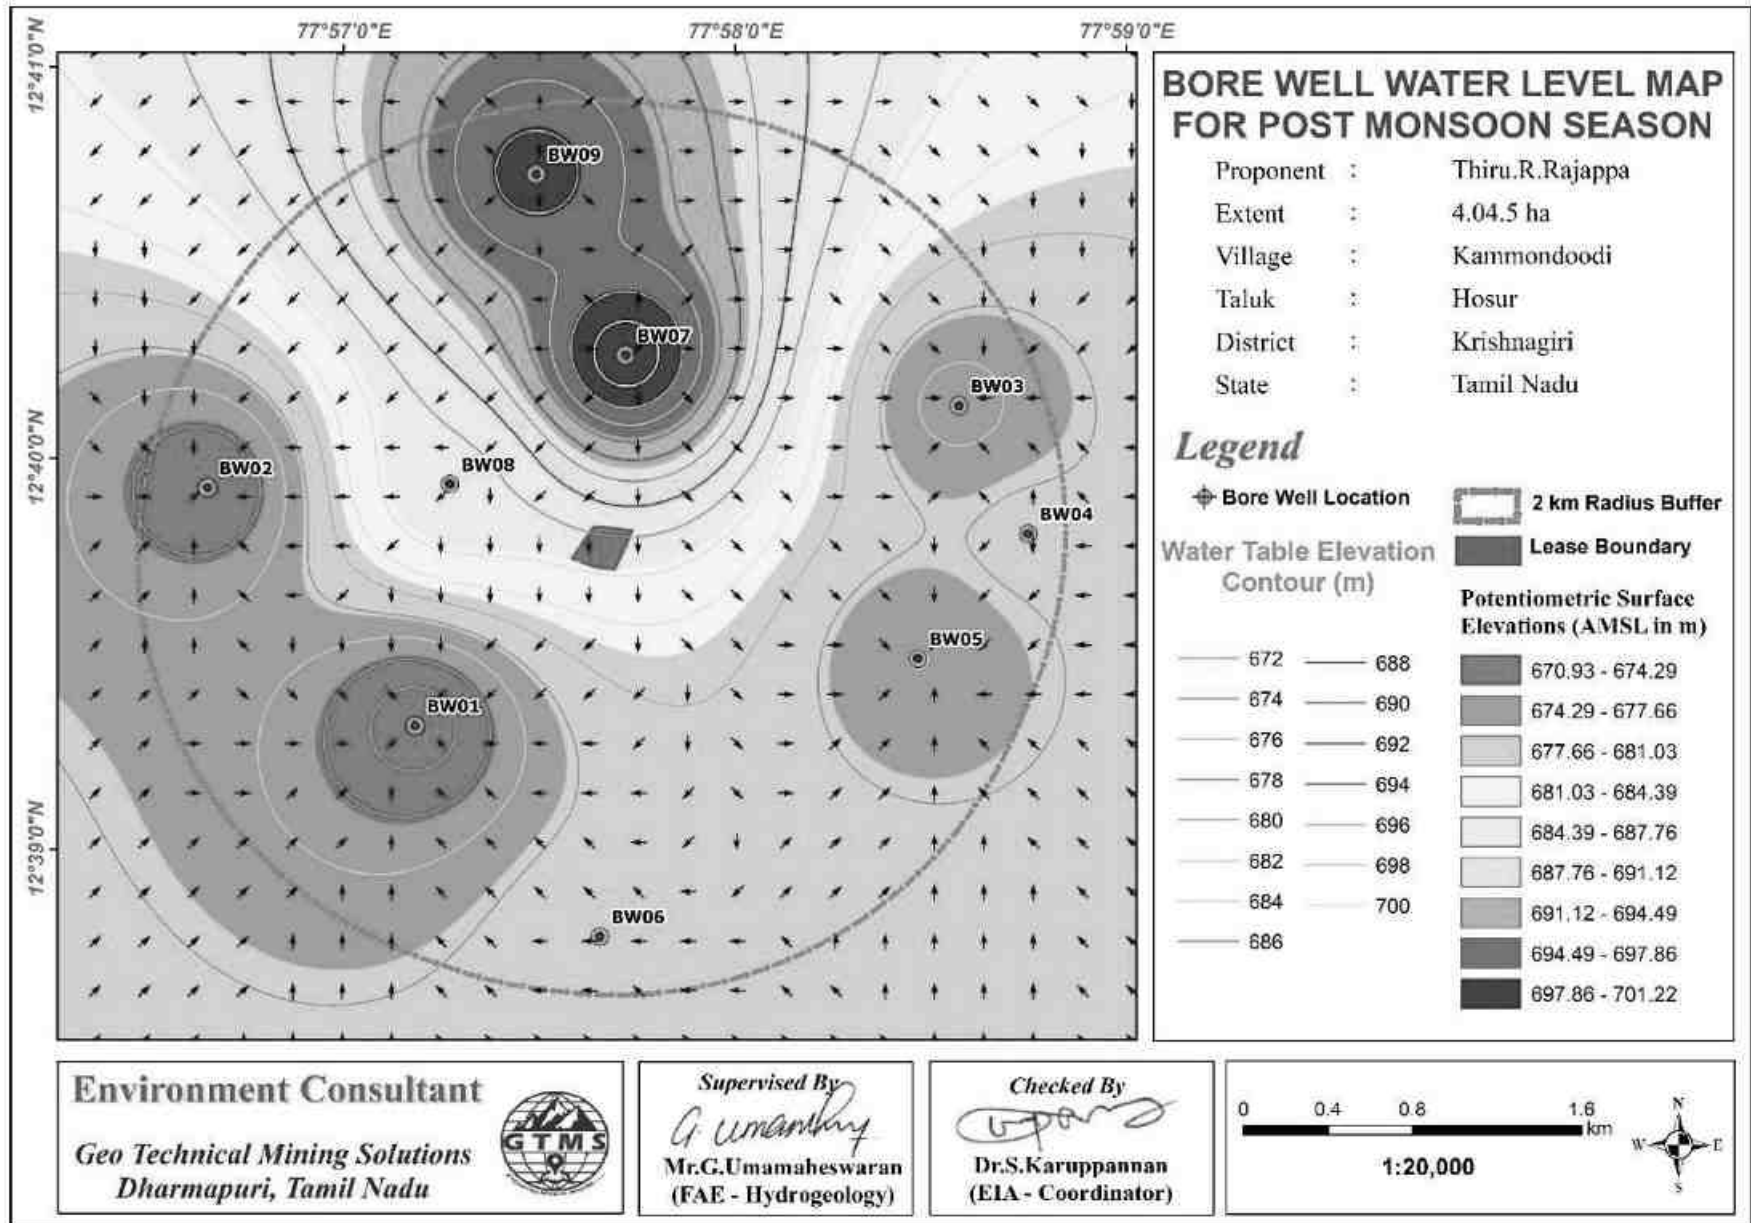 77°57'0"E
77°58'0"E
77°59'0"E
12°41'0"N
12°40'0"N
12°39'0"N
BW09
BW07
BW03
BW02
BW08
BW04
BW05
BW01
BW06
BORE WELL WATER LEVEL MAP
FOR POST MONSOON SEASON
Proponent : Thiru.R.Rajappa
Extent : 4.04.5 ha
Village : Kammondoodi
Taluk : Hosur
District : Krishnagiri
State : Tamil Nadu
Legend
Bore Well Location
2 km Radius Buffer
Lease Boundary
Water Table Elevation
Contour (m)
672 688
674 690
676 692
678 694
680 696
682 698
684 700
686
Potentiometric Surface
Elevations (AMSL in m)
670.93 - 674.29
674.29 - 677.66
677.66 - 681.03
681.03 - 684.39
684.39 - 687.76
687.76 - 691.12
691.12 - 694.49
694.49 - 697.86
697.86 - 701.22
Environment Consultant
Geo Technical Mining Solutions
Dharmapuri, Tamil Nadu
GTMS
Supervised By
G. Umam
Mr.G.Umamaheswaran
(FAE - Hydrogeology)
Checked By
Dr.S.Karuppannan
(EIA - Coordinator)
0 0.4 0.8 1.6
km
1:20,000
N
W E
S